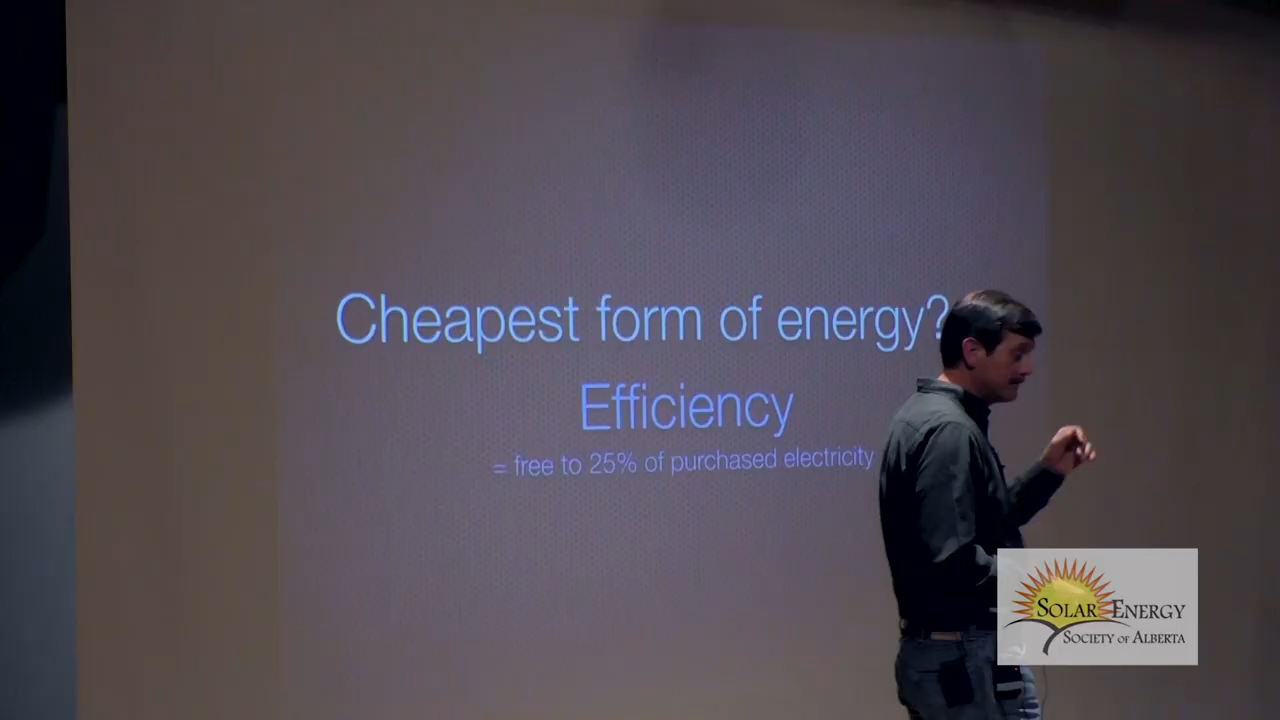 Cheapest form of energy?
Efficiency
= free to 25% of purchased electricity
SOLAR ENERGY
SOCIETY OF ALBERTA